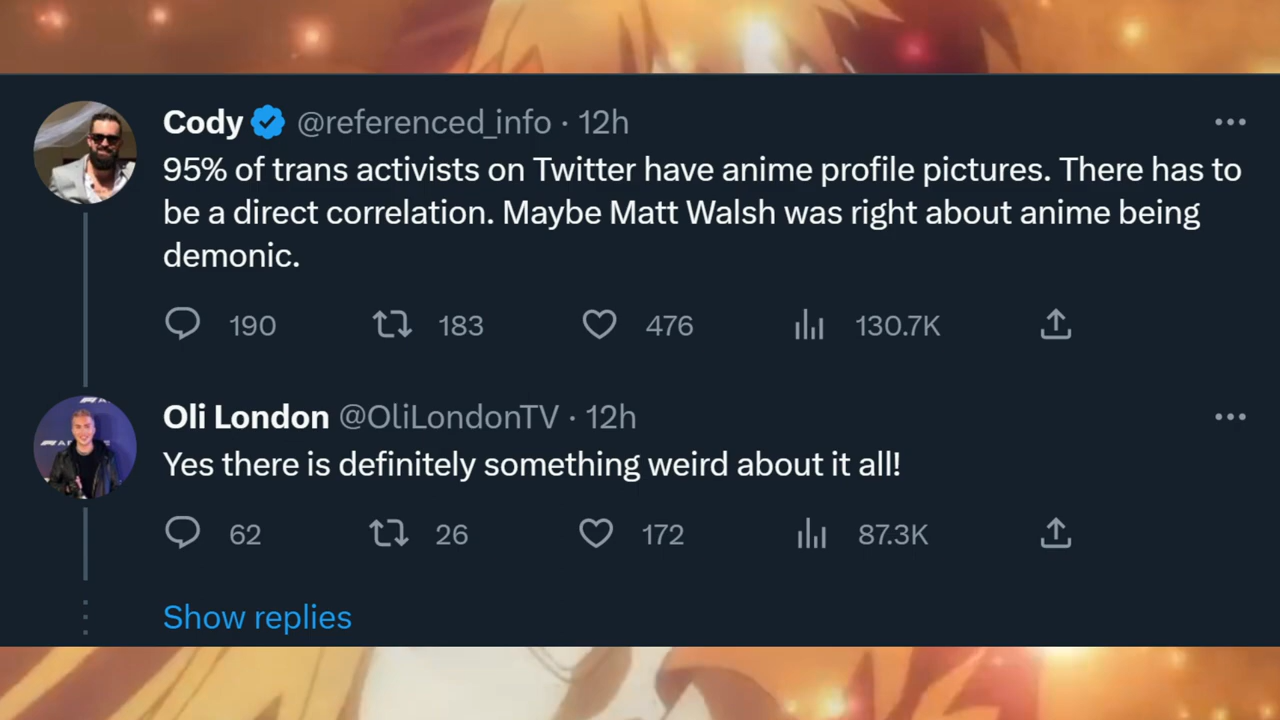 Cody @referenced_info · 12h
95% of trans activists on Twitter have anime profile pictures. There has to
be a direct correlation. Maybe Matt Walsh was right about anime being
demonic.
190 183 476 130.7K
Oli London @OliLondonTV · 12h
Yes there is definitely something weird about it all!
62 26 172 87.3K
Show replies